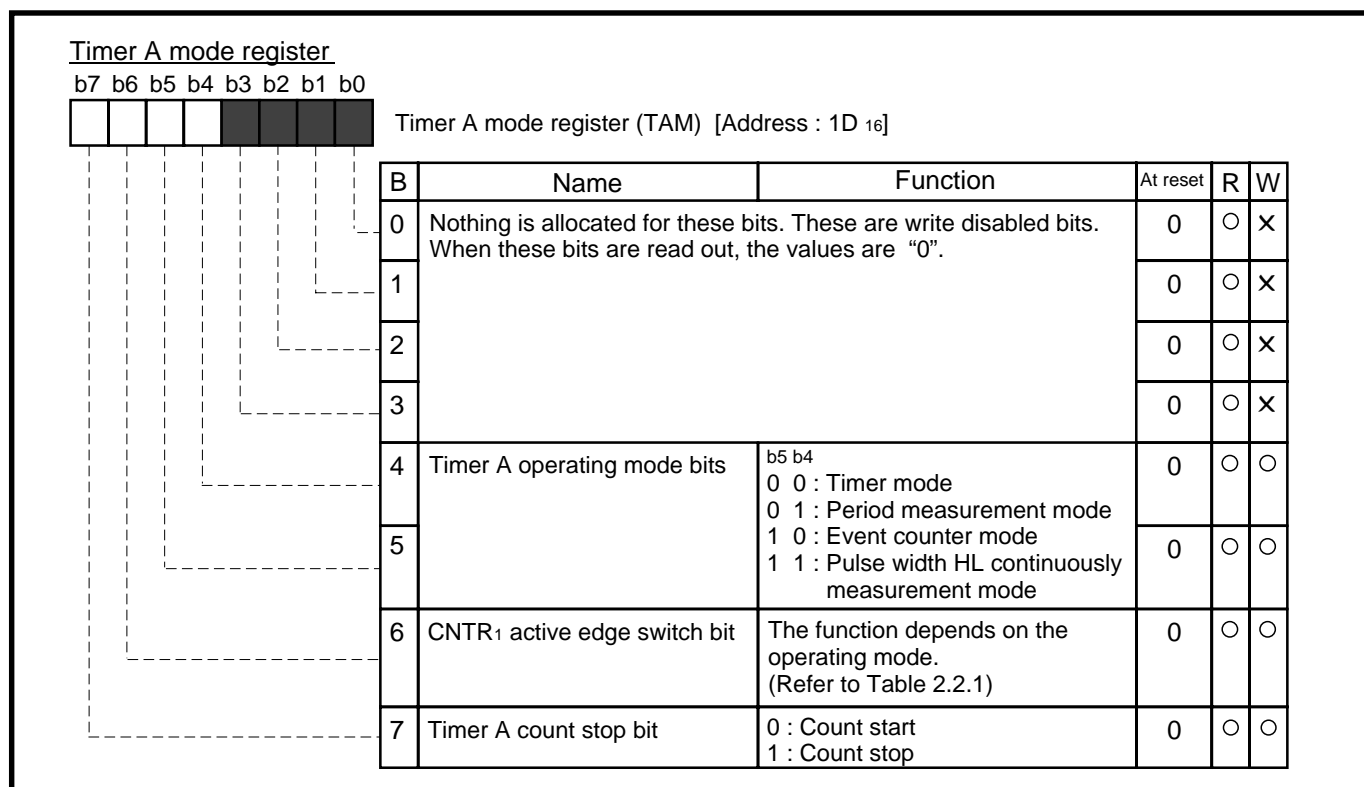 Timer A mode register
b7 b6 b5 b4 b3 b2 b1 b0
Timer A mode register (TAM) [Address : 1D 16]
B Name Function At reset R W
0 Nothing is allocated for these bits. These are write disabled bits. 0 ○ ×
When these bits are read out, the values are “0”.
1 0 ○ ×
2 0 ○ ×
3 0 ○ ×
4 Timer A operating mode bits b5 b4 0 ○ ○
0 0 : Timer mode
0 1 : Period measurement mode
5 1 0 : Event counter mode 0 ○ ○
1 1 : Pulse width HL continuously
measurement mode
6 CNTR1 active edge switch bit The function depends on the 0 ○ ○
operating mode.
(Refer to Table 2.2.1)
7 Timer A count stop bit 0 : Count start 0 ○ ○
1 : Count stop